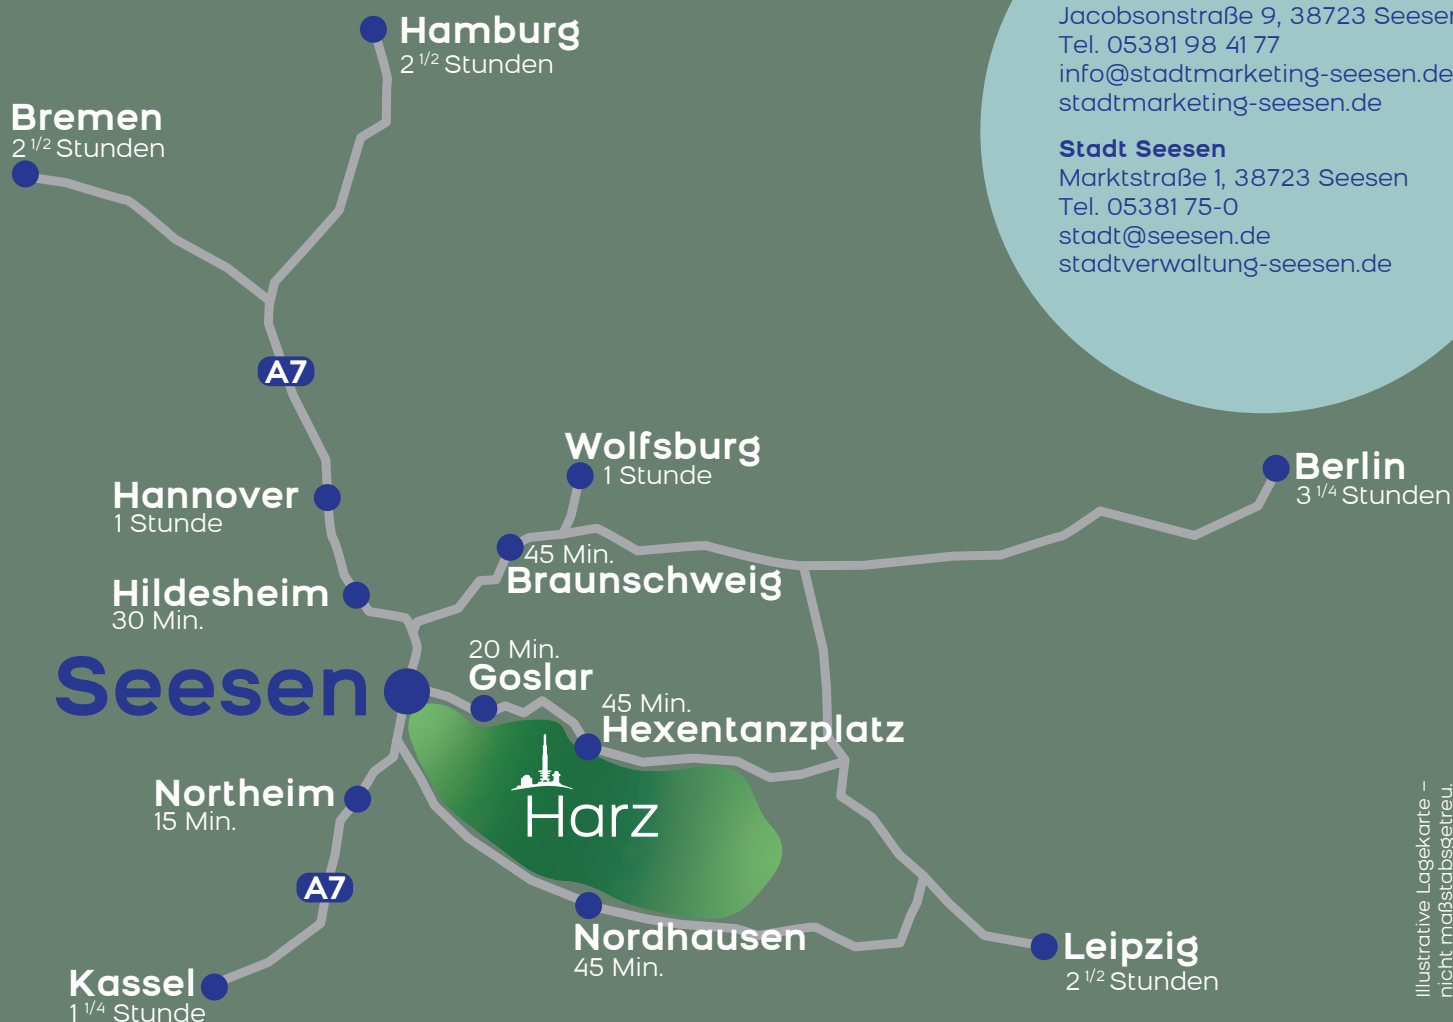 Jacobsonstraße 9, 38723 Seesen
Tel. 05381 98 41 77
info@stadtmarketing-seesen.de
stadtmarketing-seesen.de
Stadt Seesen
Marktstraße 1, 38723 Seesen
Tel. 05381 75-0
stadt@seesen.de
stadtverwaltung-seesen.de
Hamburg
2 1/2 Stunden
Bremen
2 1/2 Stunden
A7
Wolfsburg
1 Stunde
Berlin
3 1/4 Stunden
Hannover
1 Stunde
45 Min.
Braunschweig
Hildesheim
30 Min.
20 Min.
Goslar
Seesen
45 Min.
Hexentanzplatz
Harz
Northeim
15 Min.
A7
Nordhausen
45 Min.
Leipzig
2 1/2 Stunden
Kassel
1 1/4 Stunde
Illustrative Lagekarte –
nicht maßstabsgetreu.